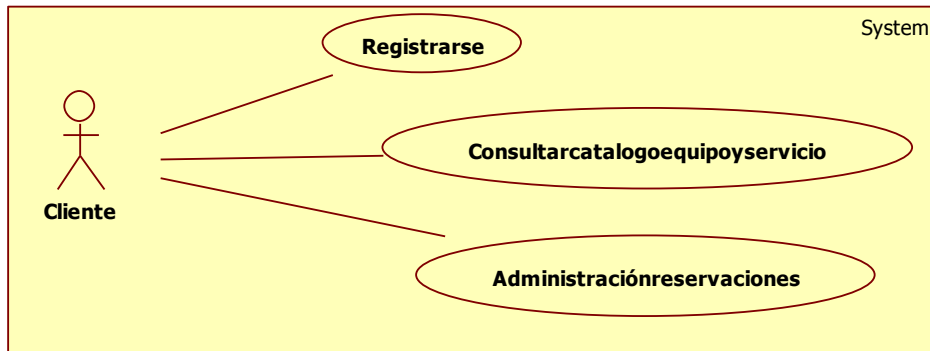 System
Registrarse
Consultarcatalogoequipoyservicio
Cliente
Administraciónreservaciones